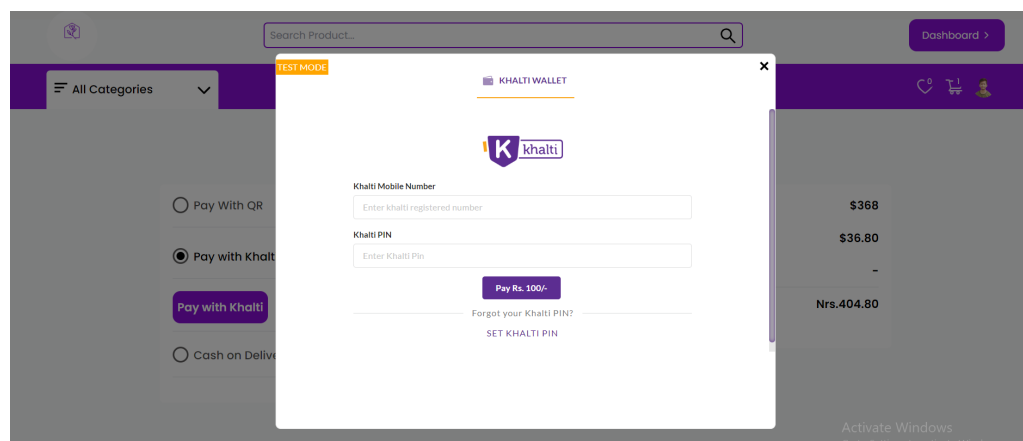 Search Product...
Dashboard >
All Categories
0
1
TEST MODE
×
KHALTI WALLET
K khalti
Khalti Mobile Number
Enter khalti registered number
Khalti PIN
Enter Khalti Pin
Pay Rs. 100/-
Forgot your Khalti PIN?
SET KHALTI PIN
Pay With QR
Pay with Khalt
Pay with Khalti
Cash on Delive
$368
$36.80
-
Nrs.404.80
Activate Windows